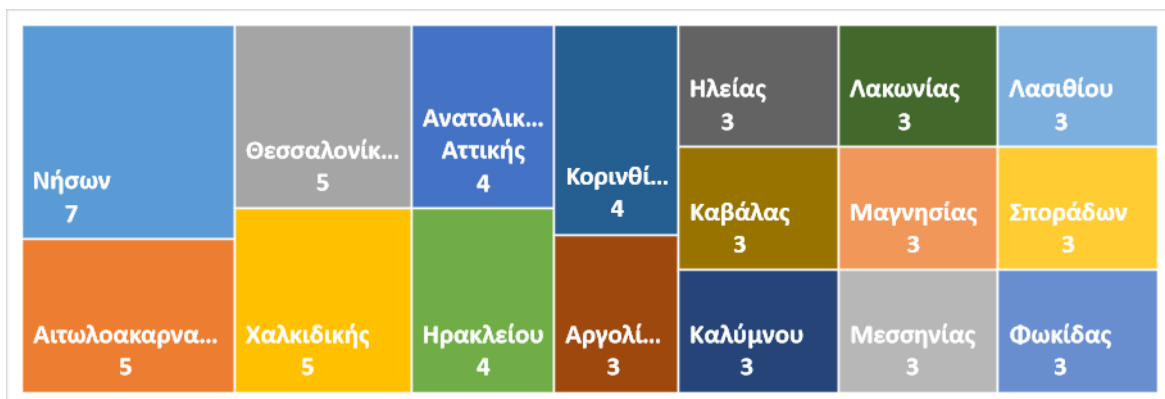 Νήσων
7
Αιτωλοακαρνα...
5
Θεσσαλονίκ...
5
Χαλκιδικής
5
Ανατολικ...
Αττικής
4
Ηρακλείου
4
Κορινθί...
4
Αργολί...
3
Ηλείας
3
Καβάλας
3
Καλύμνου
3
Λακωνίας
3
Μαγνησίας
3
Μεσσηνίας
3
Λασιθίου
3
Σποράδων
3
Φωκίδας
3